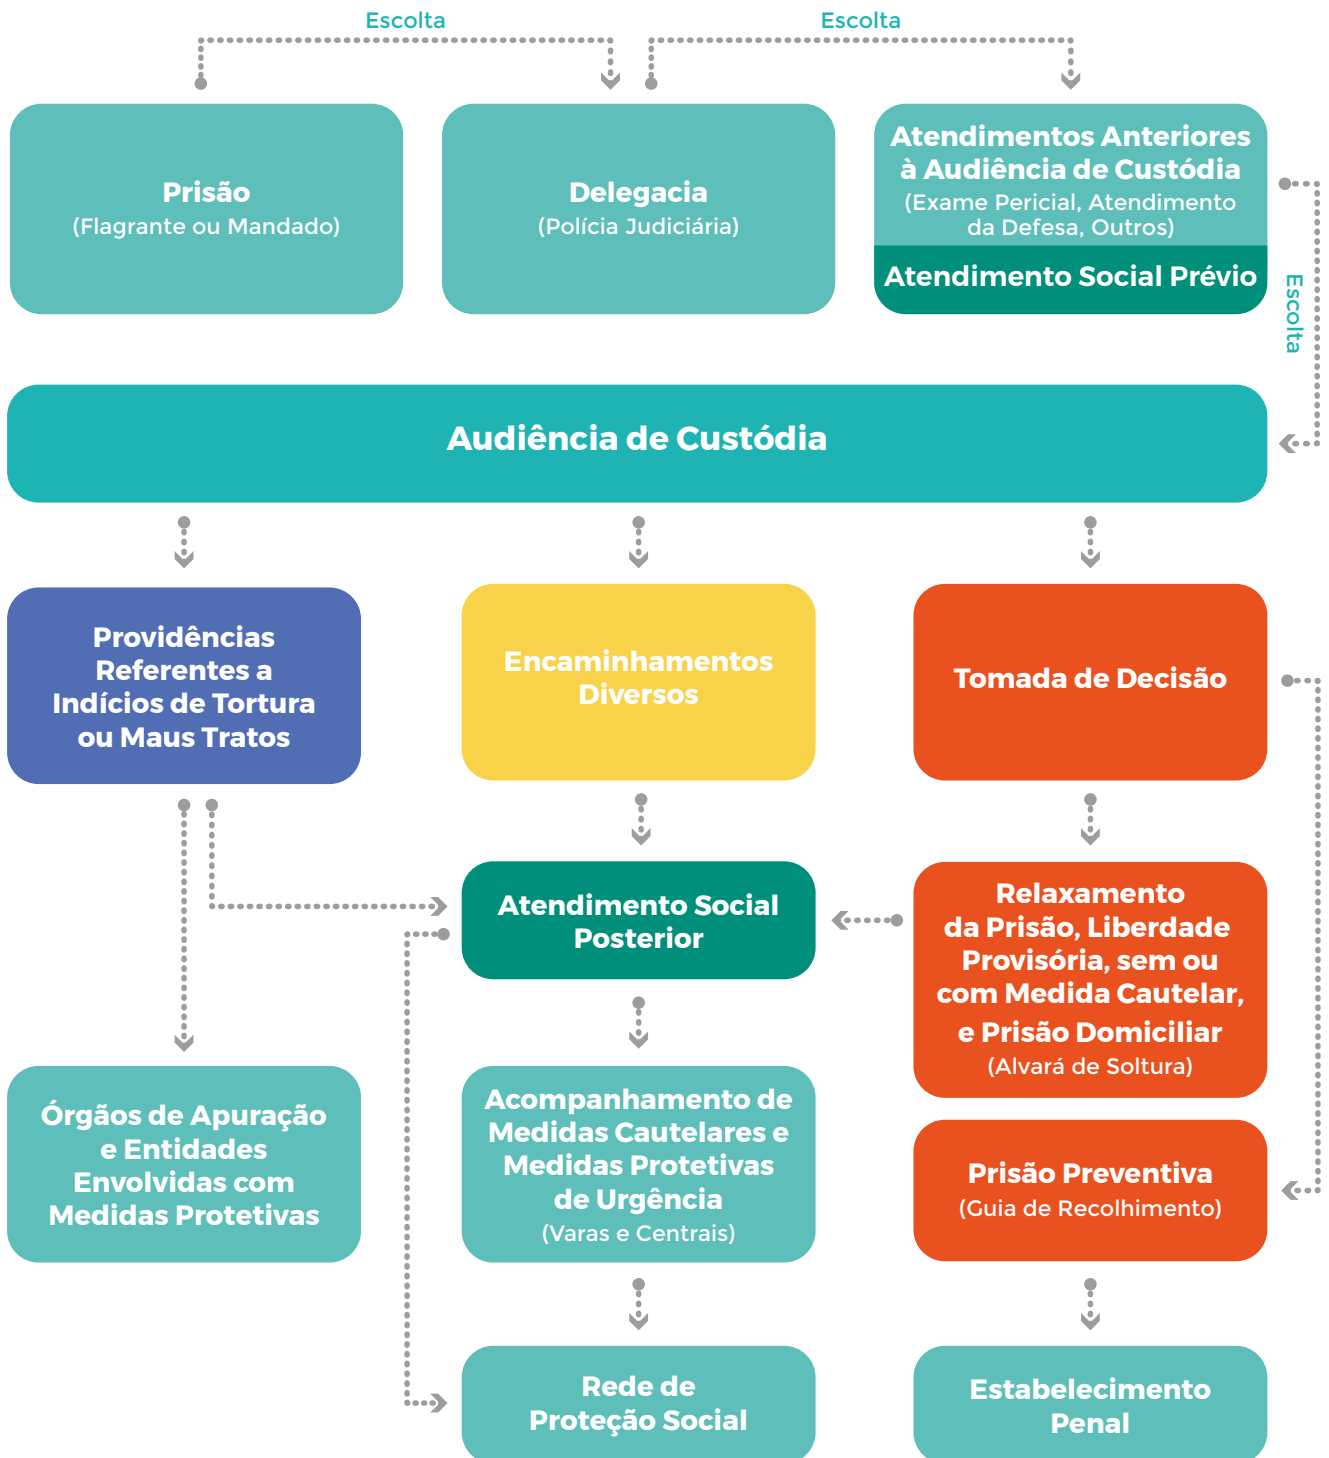 Escolta
Escolta
Prisão
(Flagrante ou Mandado)
Delegacia
(Polícia Judiciária)
Atendimentos Anteriores
à Audiência de Custódia
(Exame Pericial, Atendimento
da Defesa, Outros)
Atendimento Social Prévio
Escolta
Audiência de Custódia
Providências
Referentes a
Indícios de Tortura
ou Maus Tratos
Encaminhamentos
Diversos
Tomada de Decisão
Atendimento Social
Posterior
Relaxamento
da Prisão, Liberdade
Provisória, sem ou
com Medida Cautelar,
e Prisão Domiciliar
(Alvará de Soltura)
Órgãos de Apuração
e Entidades
Envolvidas com
Medidas Protetivas
Acompanhamento de
Medidas Cautelares e
Medidas Protetivas
de Urgência
(Varas e Centrais)
Prisão Preventiva
(Guia de Recolhimento)
Rede de
Proteção Social
Estabelecimento
Penal